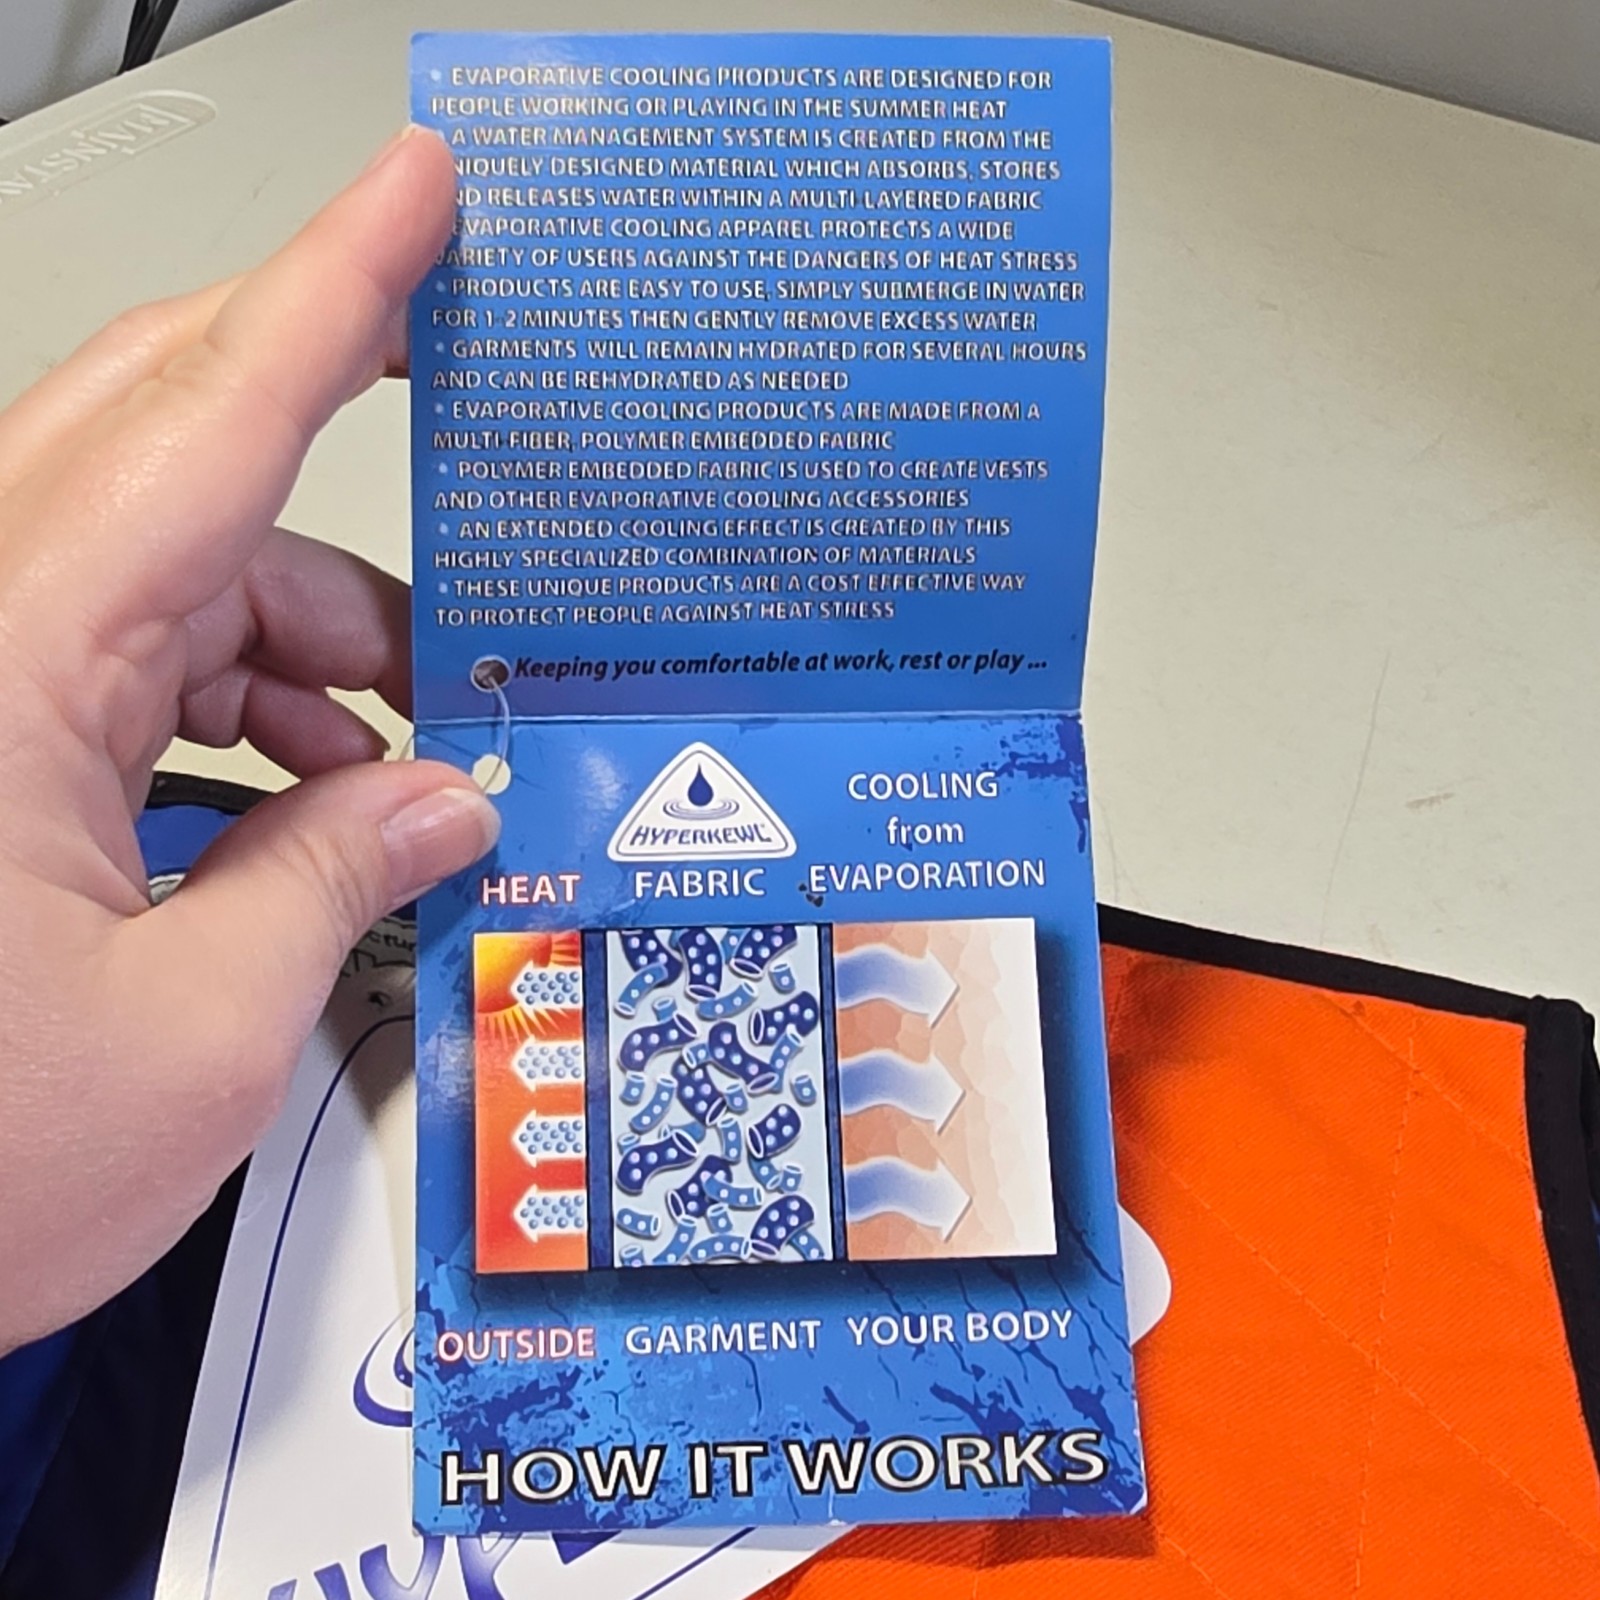 MAINSTA
• EVAPORATIVE COOLING PRODUCTS ARE DESIGNED FOR
PEOPLE WORKING OR PLAYING IN THE SUMMER HEAT
• A WATER MANAGEMENT SYSTEM IS CREATED FROM THE
NIQUELY DESIGNED MATERIAL WHICH ABSORBS, STORES
ND RELEASES WATER WITHIN A MULTI-LAYERED FABRIC
EVAPORATIVE COOLING APPAREL PROTECTS A WIDE
VARIETY OF USERS AGAINST THE DANGERS OF HEAT STRESS
• PRODUCTS ARE EASY TO USE, SIMPLY SUBMERGE IN WATER
FOR 1-2 MINUTES THEN GENTLY REMOVE EXCESS WATER
• GARMENTS WILL REMAIN HYDRATED FOR SEVERAL HOURS
AND CAN BE REHYDRATED AS NEEDED
• EVAPORATIVE COOLING PRODUCTS ARE MADE FROM A
MULTI-FIBER, POLYMER EMBEDDED FABRIC
• POLYMER EMBEDDED FABRIC IS USED TO CREATE VESTS
AND OTHER EVAPORATIVE COOLING ACCESSORIES
• AN EXTENDED COOLING EFFECT IS CREATED BY THIS
HIGHLY SPECIALIZED COMBINATION OF MATERIALS
• THESE UNIQUE PRODUCTS ARE A COST EFFECTIVE WAY
TO PROTECT PEOPLE AGAINST HEAT STRESS
Keeping you comfortable at work, rest or play ...
HYPERKEWL
HEAT
FABRIC
COOLING
from
EVAPORATION
OUTSIDE GARMENT YOUR BODY
HOW IT WORKS